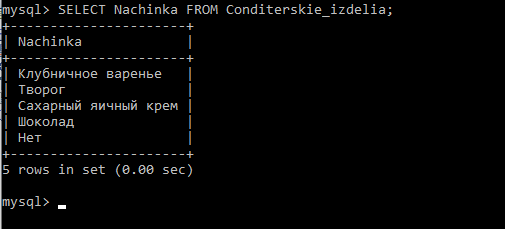 mysql> SELECT Nachinka FROM Conditerskie_izdelia;
+----------------------+
| Nachinka             |
+----------------------+
| Клубничное варенье   |
| Творог               |
| Сахарный яичный крем |
| Шоколад              |
| Нет                  |
+----------------------+
5 rows in set (0.00 sec)
mysql> _